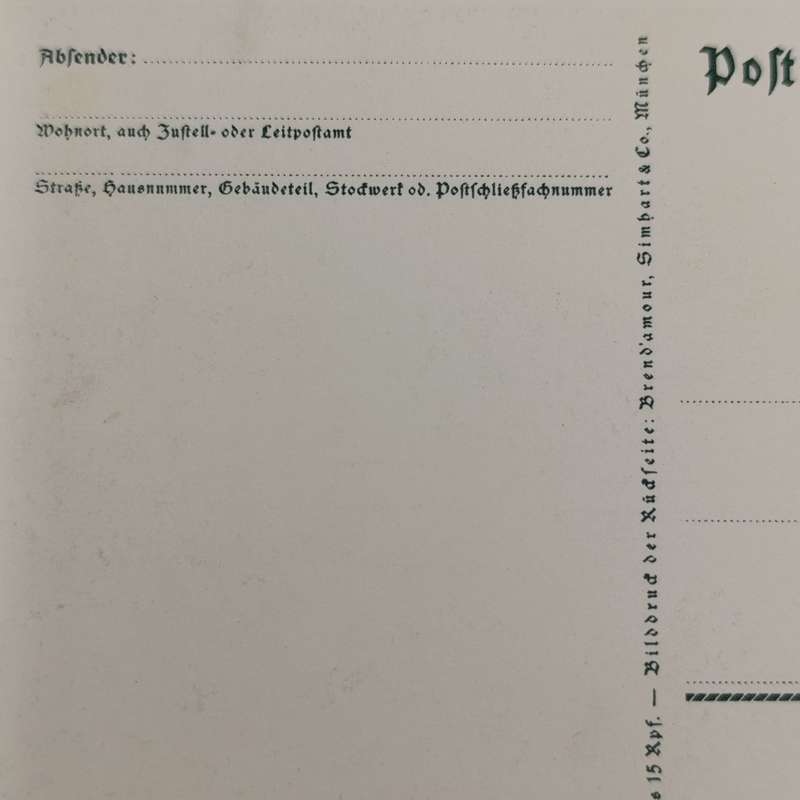 Absender:
Wohnort, auch Zustell- oder Leitpostamt
Straße, Hausnummer, Gebäudeteil, Stockwerk od. Postschließfachnummer
15 Rpf. — Bilddruck der Rückseite: Brend'amour, Simhart & Co., München
Post